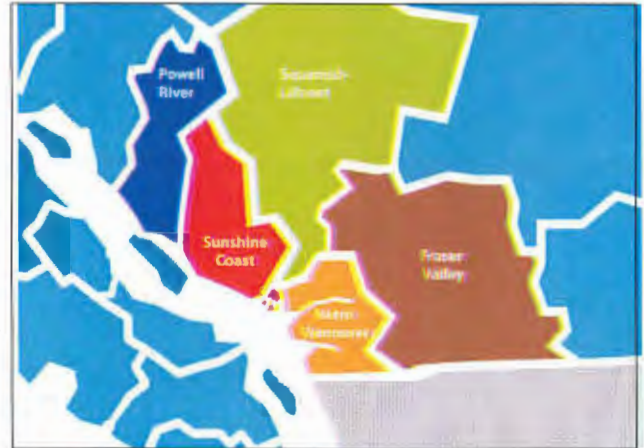 Powell
River
Squamish-
Lillooet
Sunshine
Coast
Fraser
Valley
Metro
Vancouver